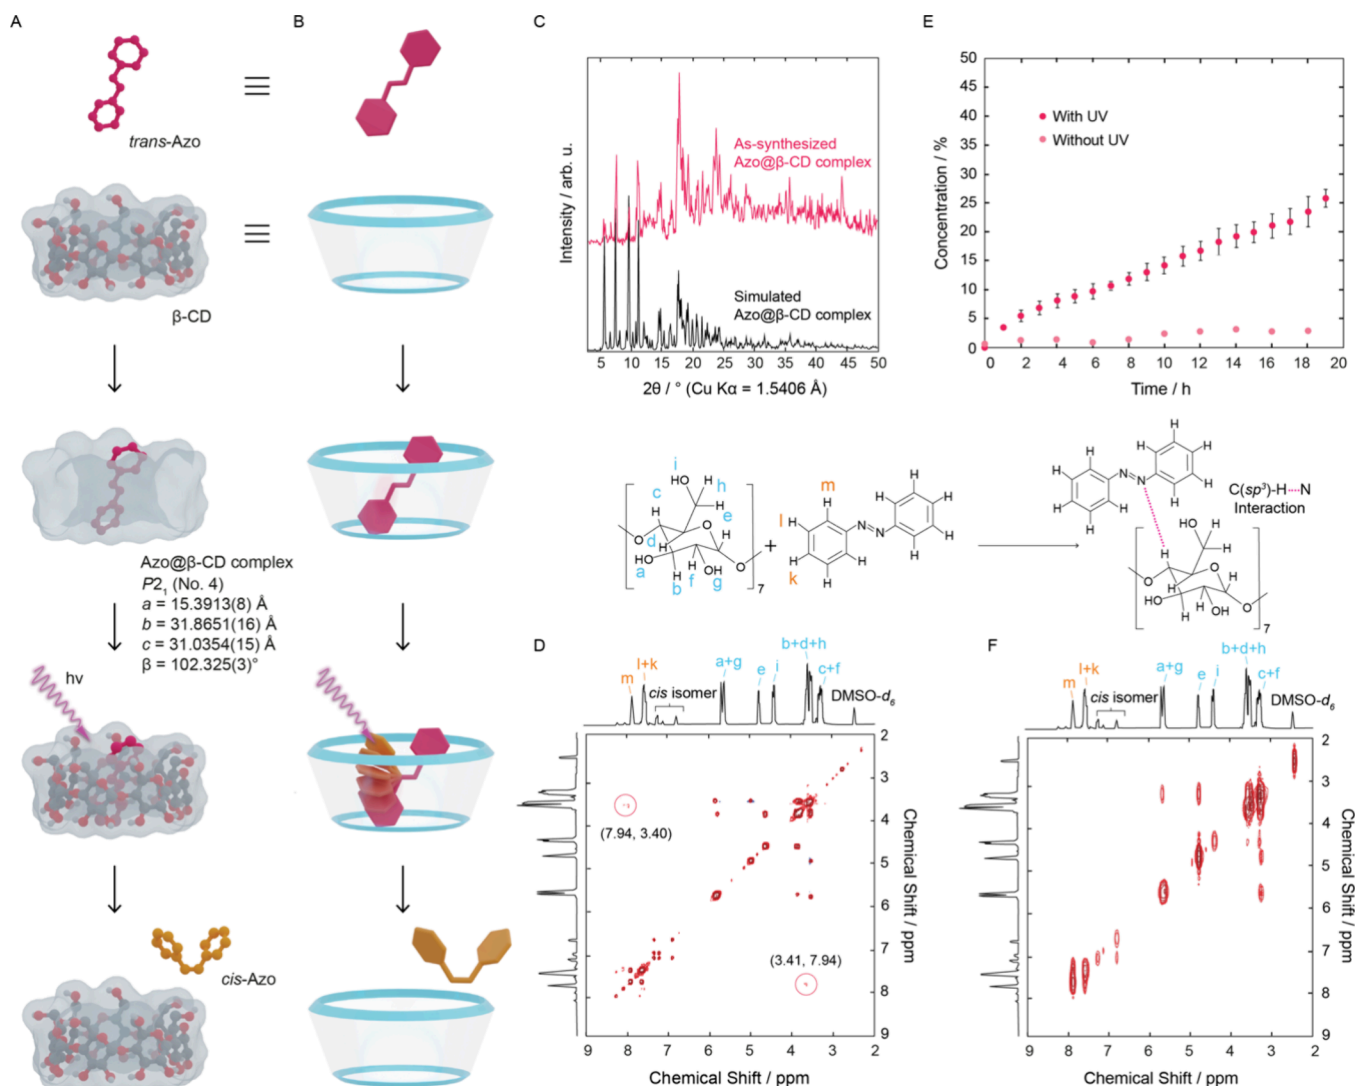 A
trans-Azo
β-CD
Azo@β-CD complex
P2₁ (No. 4)
a = 15.3913(8) Å
b = 31.8651(16) Å
c = 31.0354(15) Å
β = 102.325(3)°
hv
cis-Azo
B
C
Intensity / arb. u.
As-synthesized
Azo@β-CD complex
Simulated
Azo@β-CD complex
5 10 15 20 25 30 35 40 45 50
2θ / ° (Cu Kα = 1.5406 Å)
E
Concentration / %
50
45
40
35
30
25
20
15
10
5
0
With UV
Without UV
0 2 4 6 8 10 12 14 16 18 20
Time / h
i
HO H h
c H e
O O H
d H
HO O
a H H OH
b f g
7
+
m
H H
l H N=N H
H H
k H H
H H
H H
H N=N H
H H
H H
C(sp³)-H····N
Interaction
HO H
H H
O O H
HO O
H H OH
7
D
m
l+k
cis isomer
a+g
e
i
b+d+h
c+f
DMSO-d₆
(7.94, 3.40)
(3.41, 7.94)
2
3
4
5
6
7
8
9
Chemical Shift / ppm
9 8 7 6 5 4 3 2
Chemical Shift / ppm
F
m
l+k
cis isomer
a+g
e
i
b+d+h
c+f
DMSO-d₆
2
3
4
5
6
7
8
9
Chemical Shift / ppm
9 8 7 6 5 4 3 2
Chemical Shift / ppm